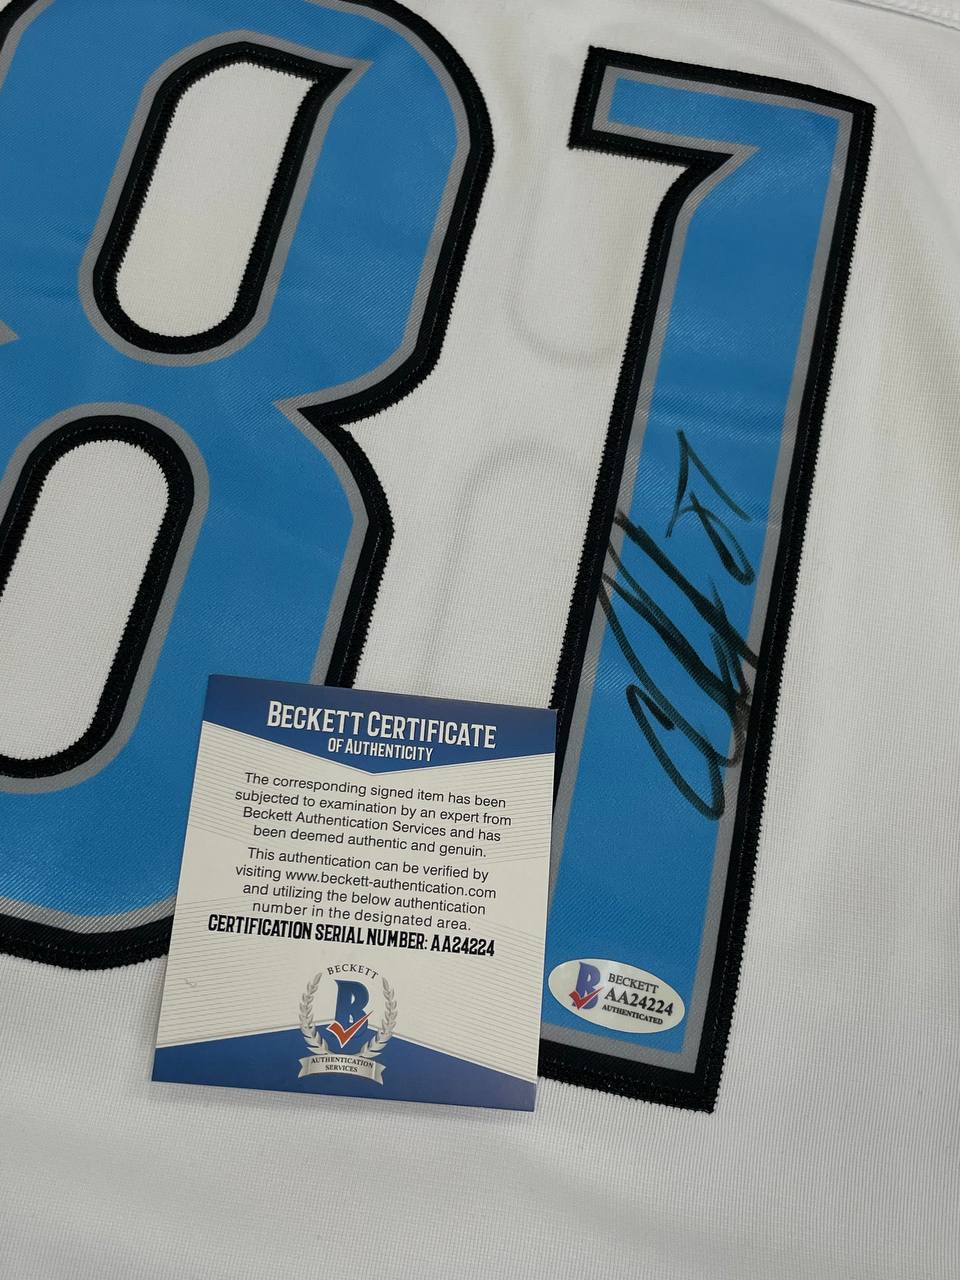 81
81
BECKETT CERTIFICATE
OF AUTHENTICITY
The corresponding signed item has been
subjected to examination by an expert from
Beckett Authentication Services and has
been deemed authentic and genuin.
This authentication can be verified by
visiting www.beckett-authentication.com
and utilizing the below authentication
number in the designated area.
CERTIFICATION SERIAL NUMBER: AA24224
BECKETT
B
AUTHENTICATION
SERVICES
B
BECKETT
AA24224
AUTHENTICATED